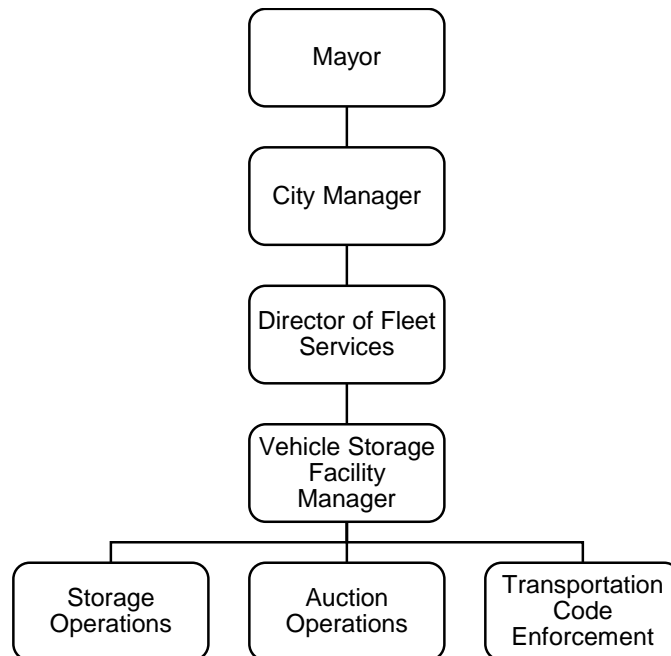 Mayor
City Manager
Director of Fleet
Services
Vehicle Storage
Facility
Manager
Storage
Operations
Auction
Operations
Transportation
Code
Enforcement